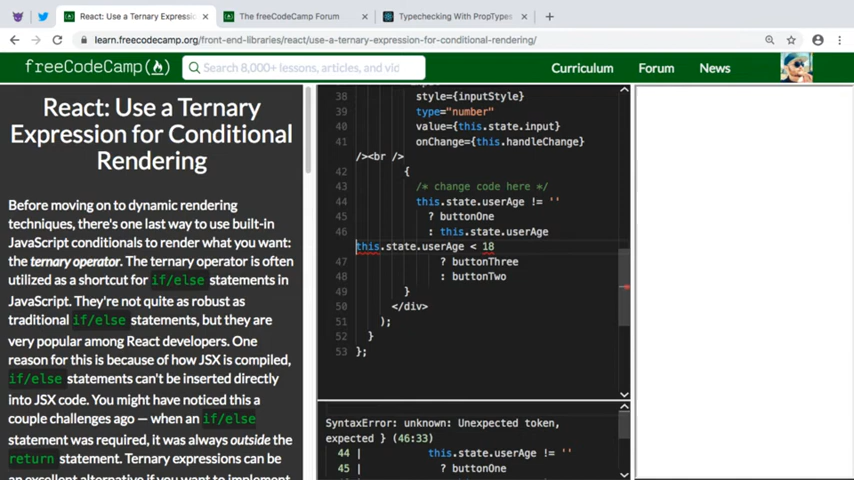 React: Use a Ternary Expressi
The freeCodeCamp Forum
Typechecking With PropTypes
learn.freecodecamp.org/front-end-libraries/react/use-a-ternary-expression-for-conditional-rendering/
freeCodeCamp
Search 8,000+ lessons, articles, and vid
Curriculum
Forum
News
React: Use a Ternary
Expression for Conditional
Rendering
Before moving on to dynamic rendering
techniques, there's one last way to use built-in
JavaScript conditionals to render what you want:
the ternary operator. The ternary operator is often
utilized as a shortcut for if/else statements in
JavaScript. They're not quite as robust as
traditional if/else statements, but they are
very popular among React developers. One
reason for this is because of how JSX is compiled,
if/else statements can't be inserted directly
into JSX code. You might have noticed this a
couple challenges ago — when an if/else
statement was required, it was always outside the
return statement. Ternary expressions can be
an excellent alternative if you want to implement
38 style={inputStyle}
39 type="number"
40 value={this.state.input}
41 onChange={this.handleChange}
/><br />
42 {
43 /* change code here */
44 this.state.userAge != ''
45 ? buttonOne
46 : this.state.userAge
this.state.userAge < 18
47 ? buttonThree
48 : buttonTwo
49 }
50 </div>
51 );
52 }
53 };
SyntaxError: unknown: Unexpected token,
expected } (46:33)
44 | this.state.userAge != ''
45 | ? buttonOne